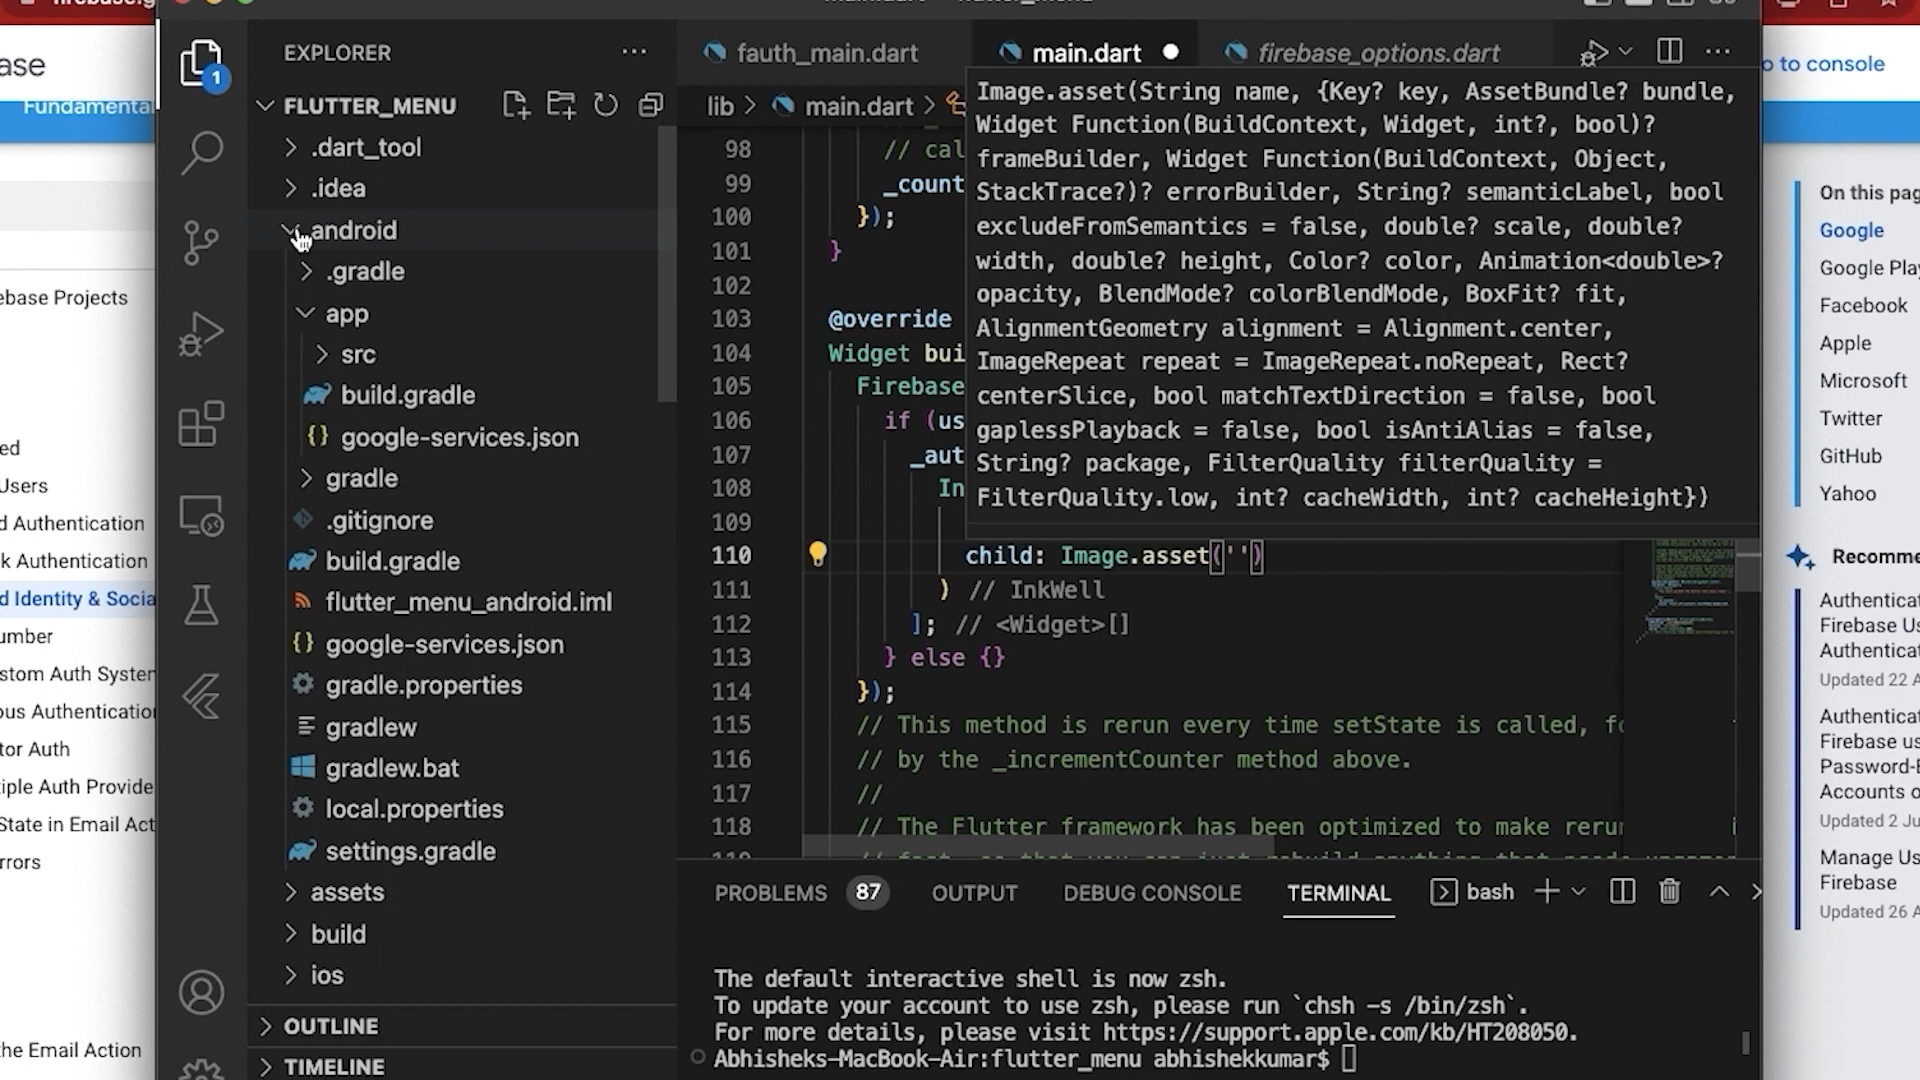 ase
Fundamental
ebase Projects
ed
Users
d Authentication
k Authentication
d Identity & Socia
umber
stom Auth System
ous Authentication
tor Auth
tiple Auth Provide
State in Email Act
rrors
the Email Action
1
EXPLORER
FLUTTER_MENU
.dart_tool
.idea
android
.gradle
app
src
build.gradle
google-services.json
gradle
.gitignore
build.gradle
flutter_menu_android.iml
google-services.json
gradle.properties
gradlew
gradlew.bat
local.properties
settings.gradle
assets
build
ios
OUTLINE
TIMELINE
fauth_main.dart
main.dart
firebase_options.dart
lib > main.dart >
Image.asset(String name, {Key? key, AssetBundle? bundle,
Widget Function(BuildContext, Widget, int?, bool)?
frameBuilder, Widget Function(BuildContext, Object,
StackTrace?)? errorBuilder, String? semanticLabel, bool
excludeFromSemantics = false, double? scale, double?
width, double? height, Color? color, Animation<double>?
opacity, BlendMode? colorBlendMode, BoxFit? fit,
AlignmentGeometry alignment = Alignment.center,
ImageRepeat repeat = ImageRepeat.noRepeat, Rect?
centerSlice, bool matchTextDirection = false, bool
gaplessPlayback = false, bool isAntiAlias = false,
String? package, FilterQuality filterQuality =
FilterQuality.low, int? cacheWidth, int? cacheHeight})
98 // cal
99 _count
100 });
101 }
102
103 @override
104 Widget bui
105 Firebase
106 if (us
107 _aut
108 In
109
110 child: Image.asset('')
111 ) // InkWell
112 ]; // <Widget>[]
113 } else {}
114 });
115 // This method is rerun every time setState is called, fo
116 // by the _incrementCounter method above.
117 //
118 // The Flutter framework has been optimized to make rerun
PROBLEMS 87 OUTPUT DEBUG CONSOLE TERMINAL bash
The default interactive shell is now zsh.
To update your account to use zsh, please run `chsh -s /bin/zsh`.
For more details, please visit https://support.apple.com/kb/HT208050.
Abhisheks-MacBook-Air:flutter_menu abhishekkumar$
o to console
On this pag
Google
Google Play
Facebook
Apple
Microsoft
Twitter
GitHub
Yahoo
Recomme
Authenticat
Firebase Us
Authenticat
Updated 22 A
Authenticat
Firebase us
Password-B
Accounts o
Updated 2 Ju
Manage Us
Firebase
Updated 26 A